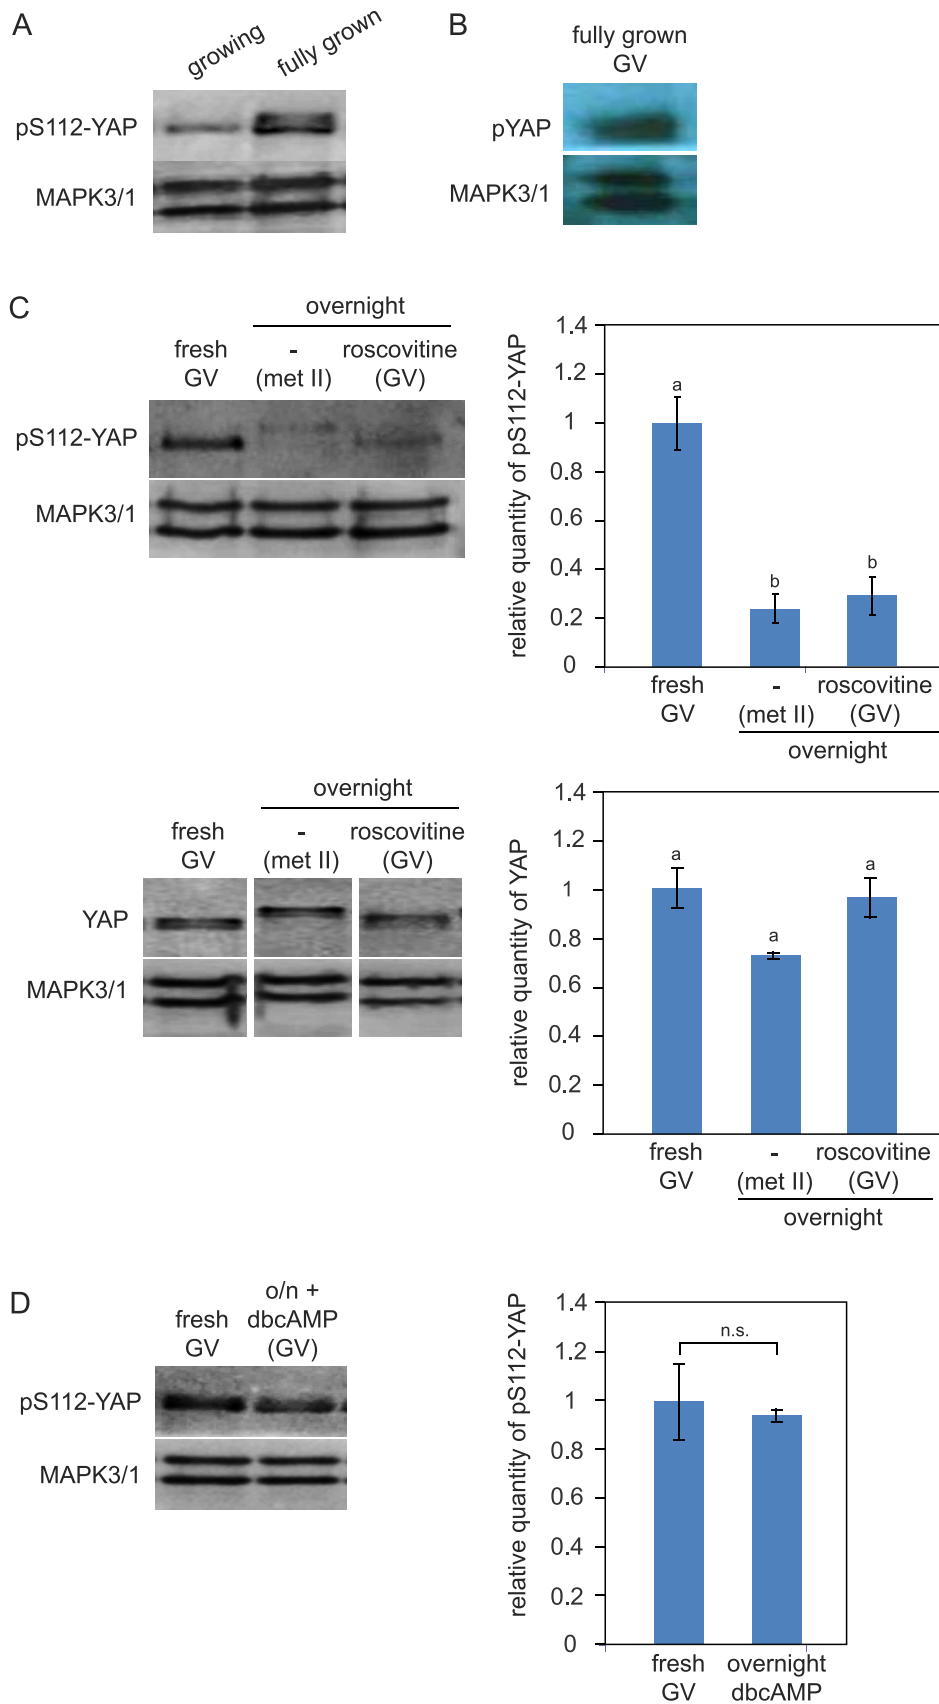 A
growing
fully grown
pS112-YAP
MAPK3/1
B
fully grown
GV
pYAP
MAPK3/1
C
overnight
fresh
GV
-
(met II)
roscovitine
(GV)
pS112-YAP
MAPK3/1
relative quantity of pS112-YAP
1.4
1.2
1
0.8
0.6
0.4
0.2
0
a
b
b
fresh
GV
-
(met II)
roscovitine
(GV)
overnight
overnight
fresh
GV
-
(met II)
roscovitine
(GV)
YAP
MAPK3/1
relative quantity of YAP
1.4
1.2
1
0.8
0.6
0.4
0.2
0
a
a
a
fresh
GV
-
(met II)
roscovitine
(GV)
overnight
D
fresh
GV
o/n +
dbcAMP
(GV)
pS112-YAP
MAPK3/1
relative quantity of pS112-YAP
1.4
1.2
1
0.8
0.6
0.4
0.2
0
n.s.
fresh
GV
overnight
dbcAMP